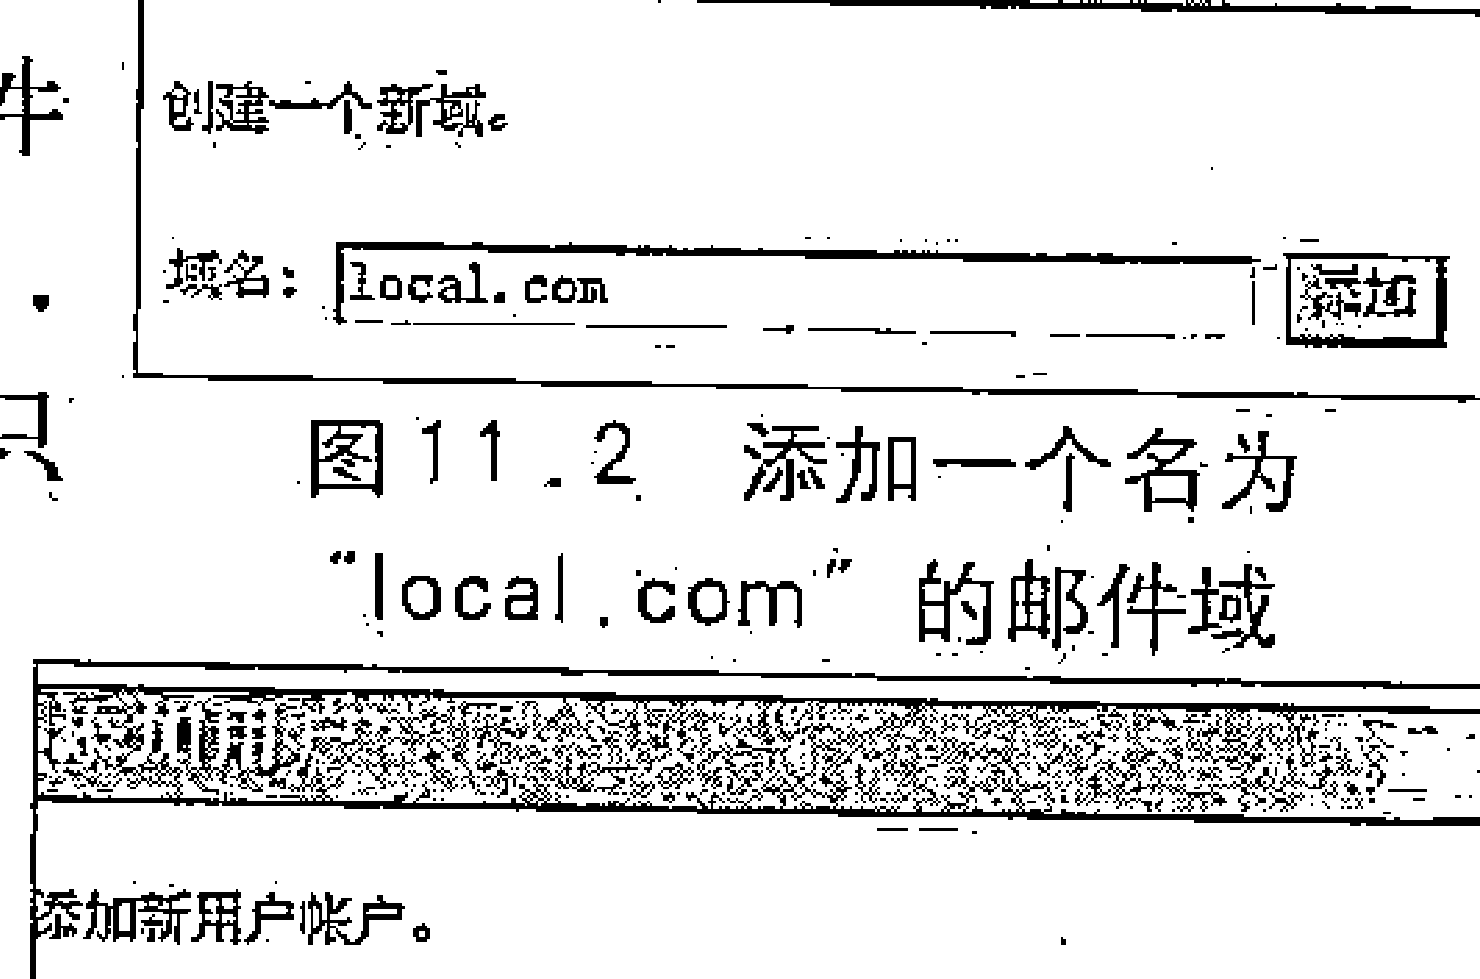 件
创建一个新域。
域名: local.com 添加
只
图11.2 添加一个名为
“local.com”的邮件域
添加新用户帐户。